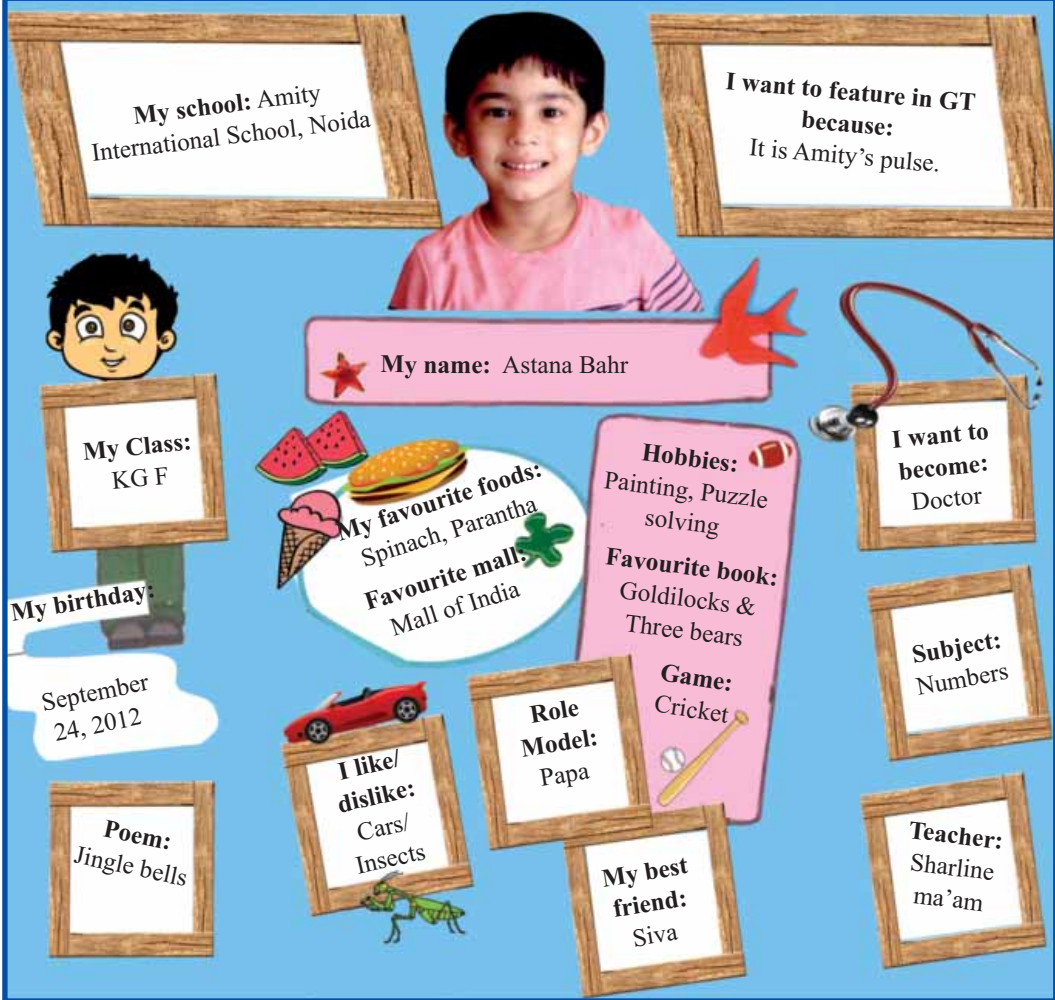 My school: Amity
International School, Noida
I want to feature in GT
because:
It is Amity's pulse.
My name: Astana Bahr
My Class:
KG F
My favourite foods:
Spinach, Parantha
Favourite mall:
Mall of India
Hobbies:
Painting, Puzzle
solving
Favourite book:
Goldilocks &
Three bears
Game:
Cricket
I want to
become:
Doctor
My birthday:
September
24, 2012
Subject:
Numbers
Role
Model:
Papa
I like/
dislike:
Cars/
Insects
Poem:
Jingle bells
My best
friend:
Siva
Teacher:
Sharline
ma'am